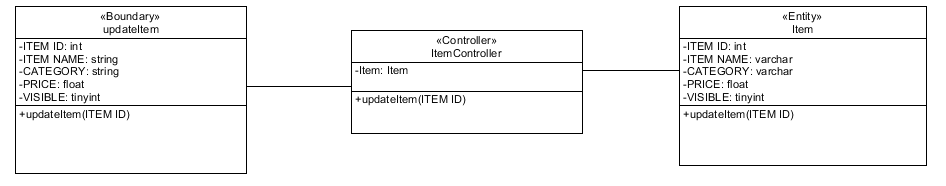 «Boundary»
updateItem
-ITEM ID: int
-ITEM NAME: string
-CATEGORY: string
-PRICE: float
-VISIBLE: tinyint
+updateItem(ITEM ID)
«Controller»
ItemController
-Item: Item
+updateItem(ITEM ID)
«Entity»
Item
-ITEM ID: int
-ITEM NAME: varchar
-CATEGORY: varchar
-PRICE: float
-VISIBLE: tinyint
+updateItem(ITEM ID)